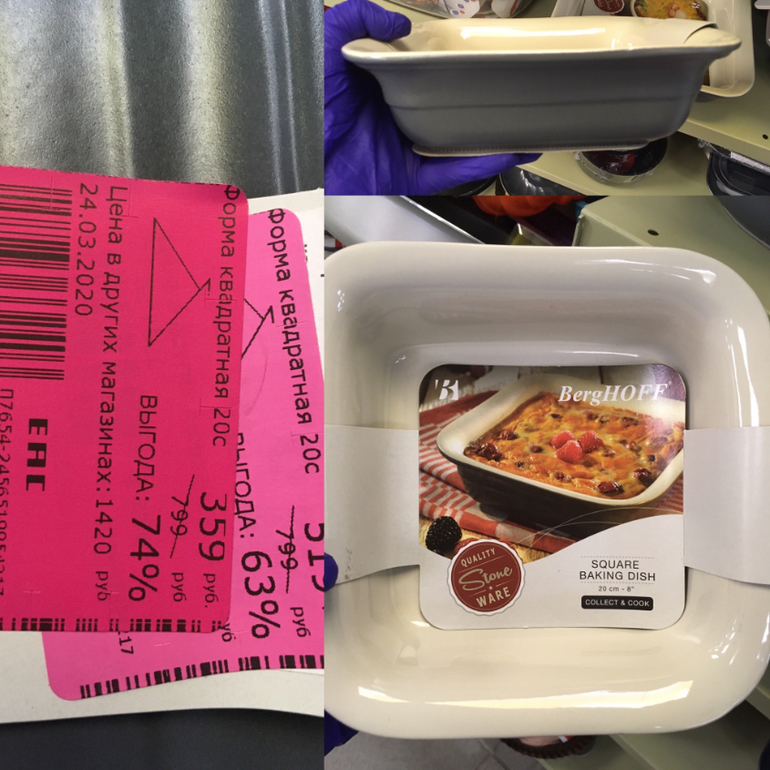 Форма квадратная 20с
359 руб.
799 руб
ВЫГОДА: 74%
Цена в других магазинах: 1420 руб
24.03.2020
ЕАС
Форма квадратная 20с
799 руб
ВЫГОДА: 63%
BergHOFF
QUALITY
Stone
WARE
SQUARE
BAKING DISH
20 cm - 8"
COLLECT & COOK